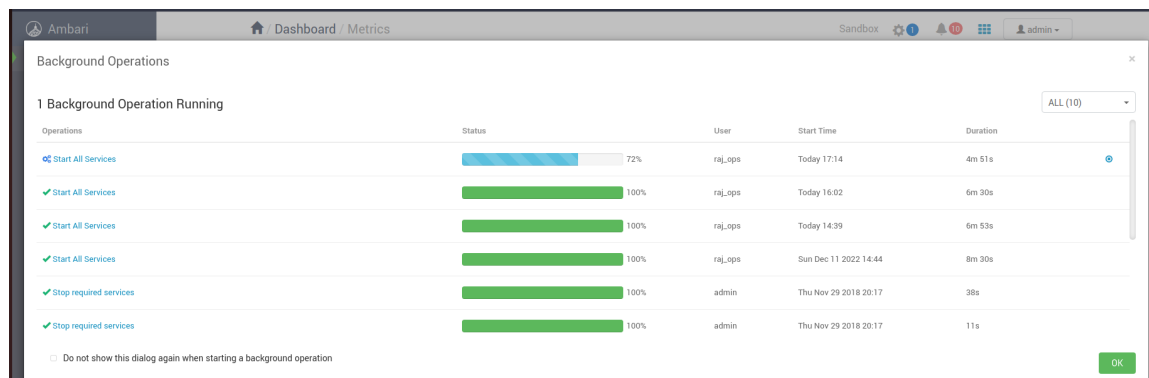 Ambari / Dashboard / Metrics Sandbox 1 10 admin
Background Operations ×
1 Background Operation Running ALL (10)
Operations Status User Start Time Duration
Start All Services 72% raj_ops Today 17:14 4m 51s
Start All Services 100% raj_ops Today 16:02 6m 30s
Start All Services 100% raj_ops Today 14:39 6m 53s
Start All Services 100% raj_ops Sun Dec 11 2022 14:44 8m 30s
Stop required services 100% admin Thu Nov 29 2018 20:17 38s
Stop required services 100% admin Thu Nov 29 2018 20:17 11s
Do not show this dialog again when starting a background operation OK